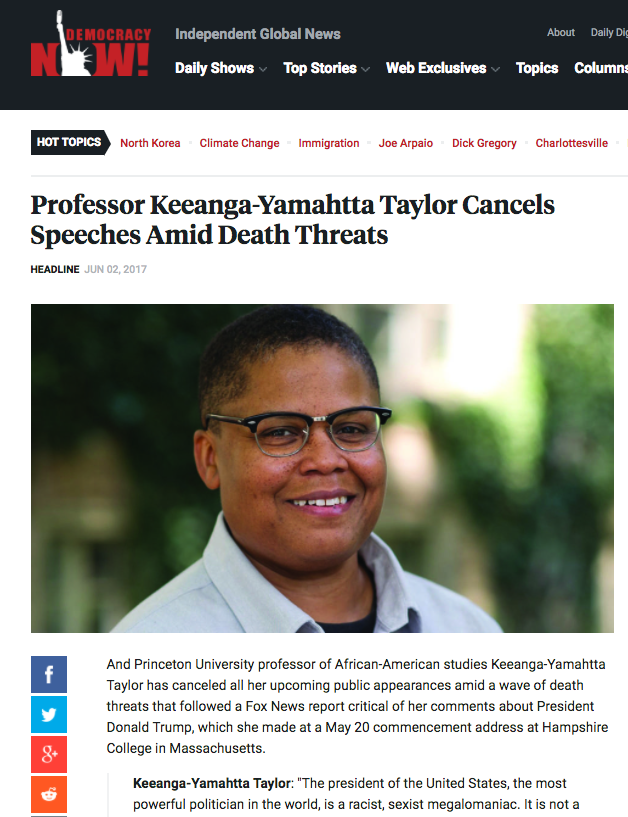 DEMOCRACY
NOW!
Independent Global News
About Daily Dig
Daily Shows Top Stories Web Exclusives Topics Columns
HOT TOPICS North Korea Climate Change Immigration Joe Arpaio Dick Gregory Charlottesville
Professor Keeanga-Yamahtta Taylor Cancels
Speeches Amid Death Threats
HEADLINE JUN 02, 2017
And Princeton University professor of African-American studies Keeanga-Yamahtta
Taylor has canceled all her upcoming public appearances amid a wave of death
threats that followed a Fox News report critical of her comments about President
Donald Trump, which she made at a May 20 commencement address at Hampshire
College in Massachusetts.
Keeanga-Yamahtta Taylor: "The president of the United States, the most
powerful politician in the world, is a racist, sexist megalomaniac. It is not a